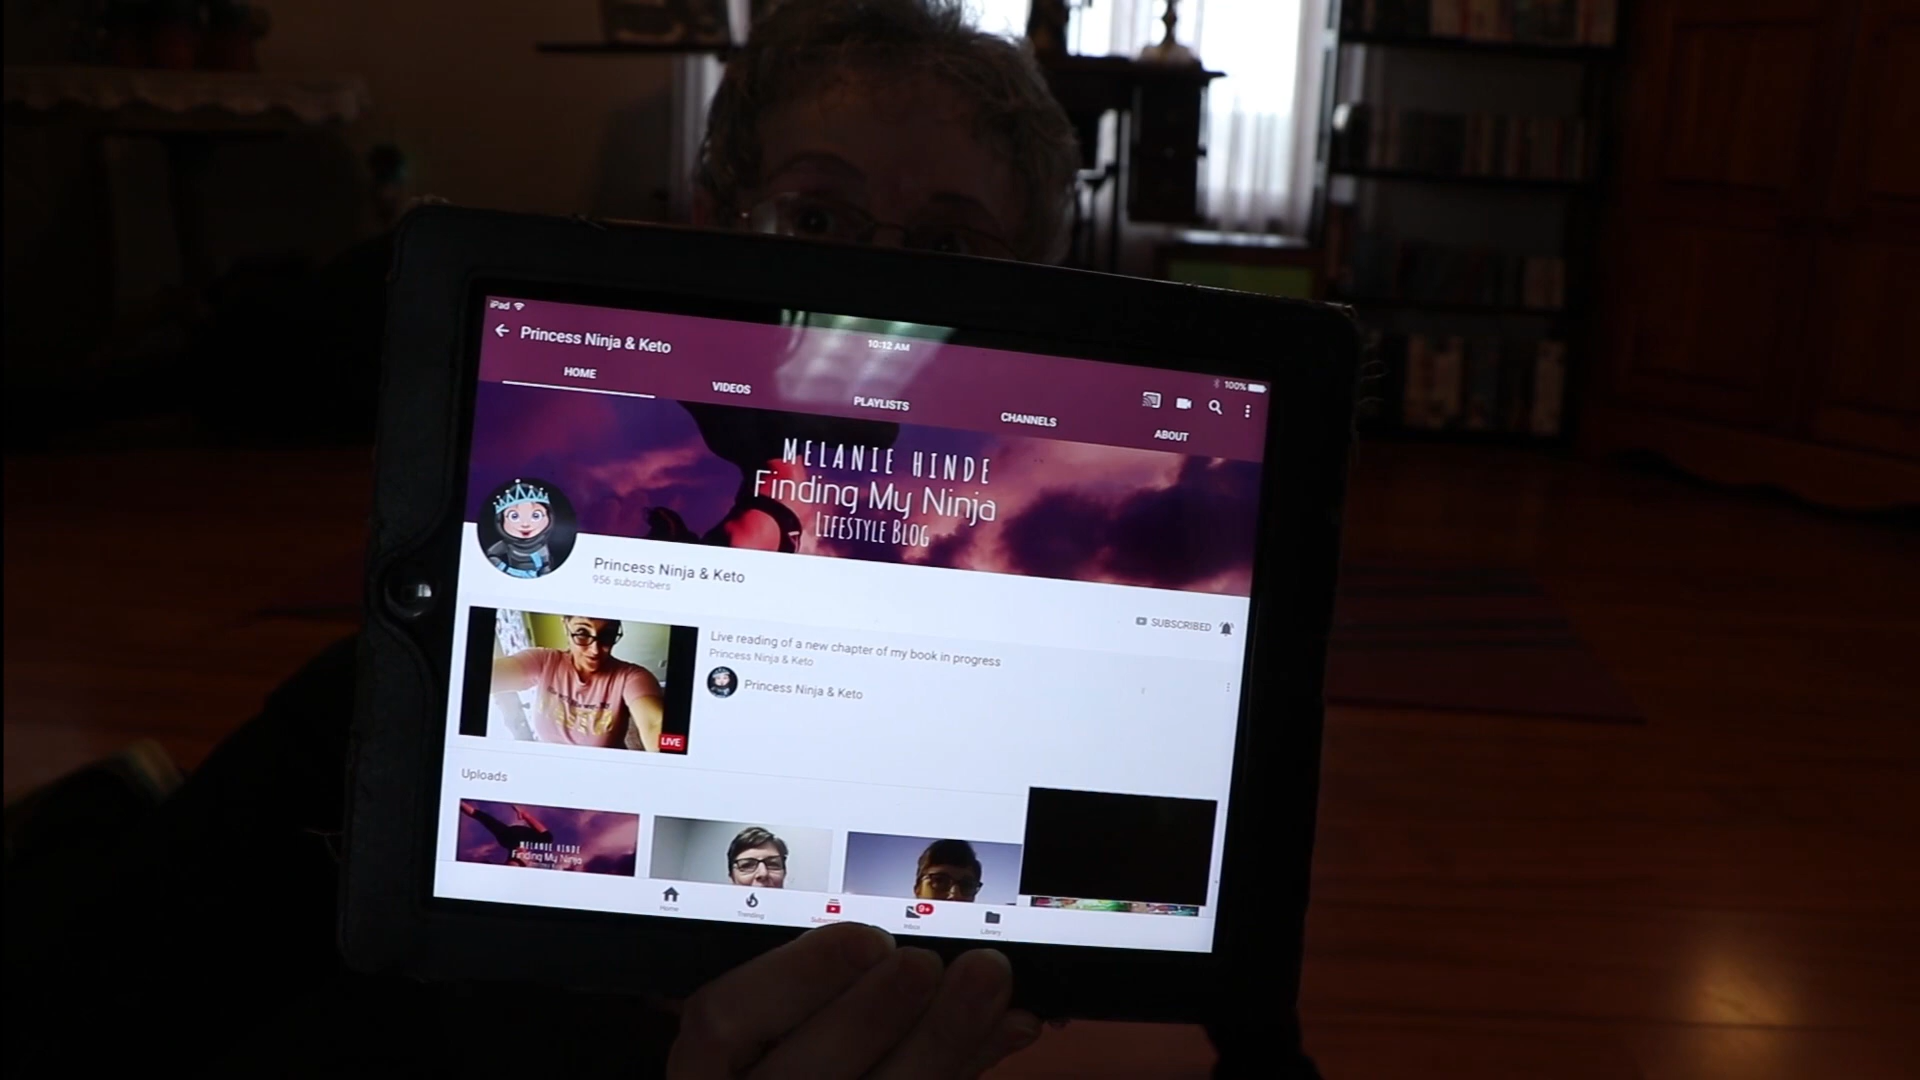 iPad
10:12 AM
100%
Princess Ninja & Keto
HOME
VIDEOS
PLAYLISTS
CHANNELS
ABOUT
MELANIE HINDE
Finding My Ninja
LIFESTYLE BLOG
Princess Ninja & Keto
956 subscribers
SUBSCRIBED
Live reading of a new chapter of my book in progress
Princess Ninja & Keto
Princess Ninja & Keto
LIVE
Uploads
MELANIE HINDE
Finding My Ninja
Home
Trending
9+
Inbox
Library